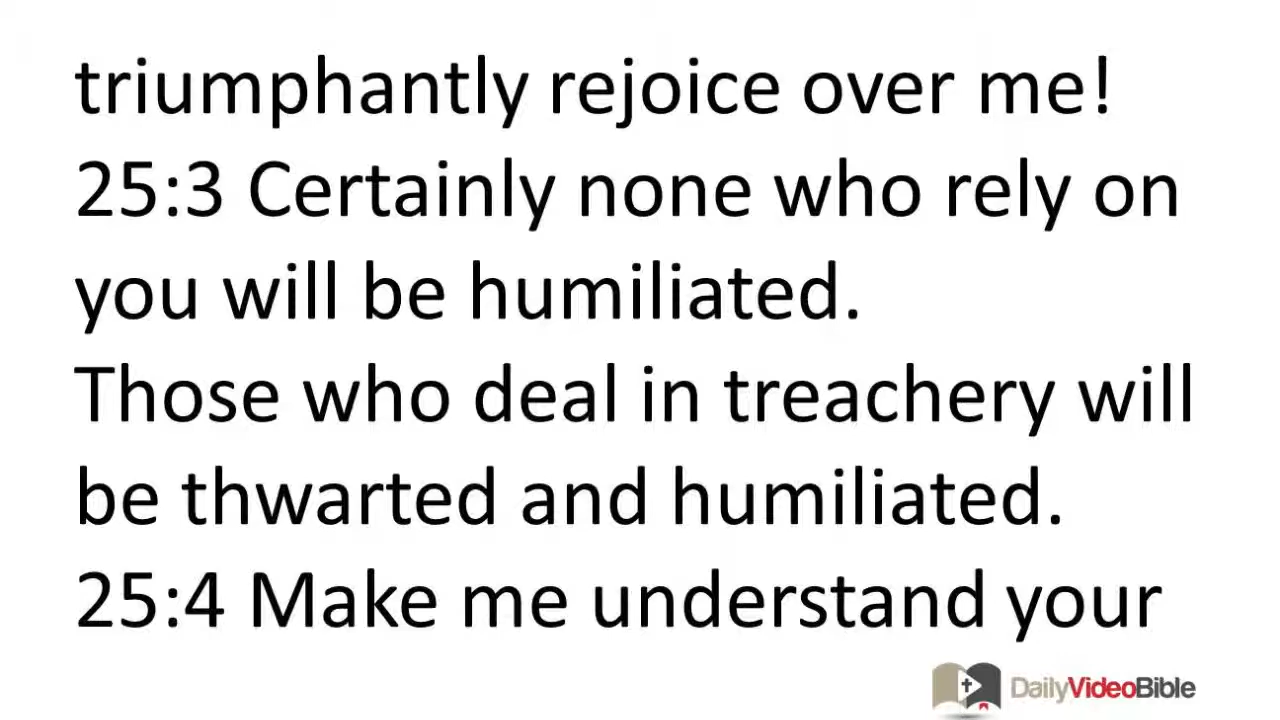 triumphantly rejoice over me!
25:3 Certainly none who rely on
you will be humiliated.
Those who deal in treachery will
be thwarted and humiliated.
25:4 Make me understand your
DailyVideoBible